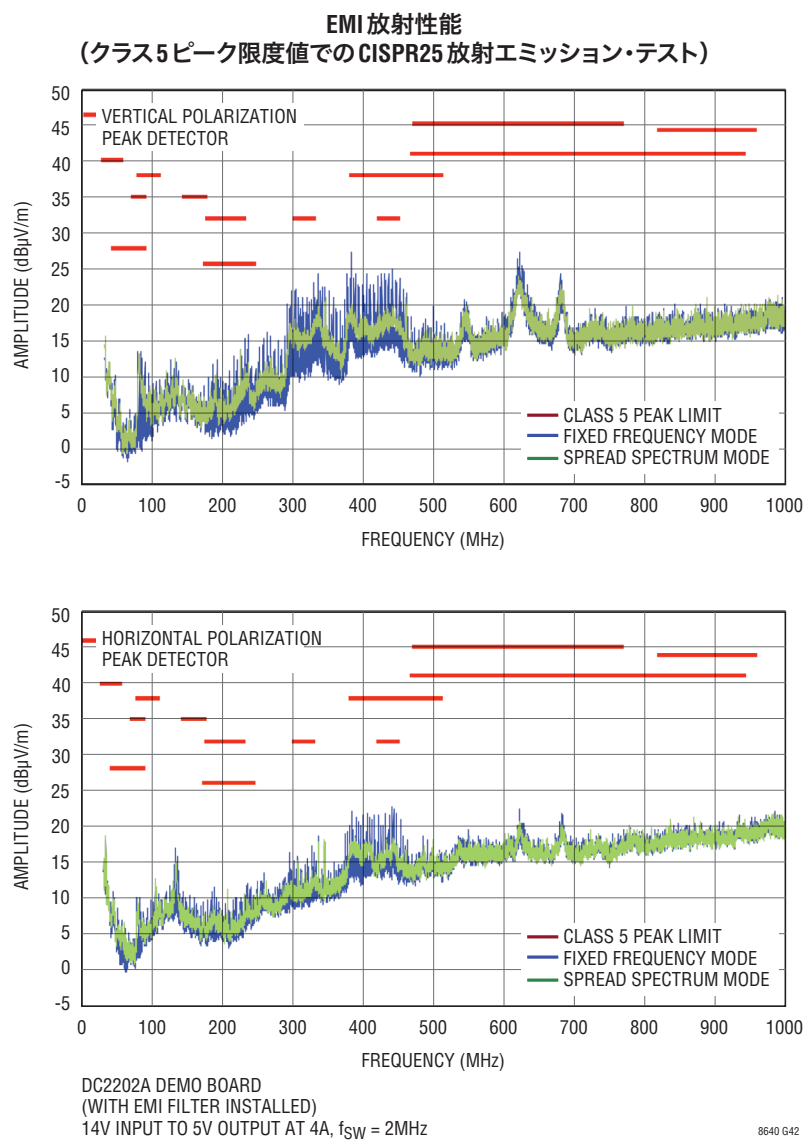 EMI 放射性能
(クラス5ピーク限度値でのCISPR25放射エミッション・テスト)
50
45
40
35
30
25
20
15
10
5
0
-5
AMPLITUDE (dBµV/m)
VERTICAL POLARIZATION
PEAK DETECTOR
CLASS 5 PEAK LIMIT
FIXED FREQUENCY MODE
SPREAD SPECTRUM MODE
0 100 200 300 400 500 600 700 800 900 1000
FREQUENCY (MHz)
50
45
40
35
30
25
20
15
10
5
0
-5
AMPLITUDE (dBµV/m)
HORIZONTAL POLARIZATION
PEAK DETECTOR
CLASS 5 PEAK LIMIT
FIXED FREQUENCY MODE
SPREAD SPECTRUM MODE
0 100 200 300 400 500 600 700 800 900 1000
FREQUENCY (MHz)
DC2202A DEMO BOARD
(WITH EMI FILTER INSTALLED)
14V INPUT TO 5V OUTPUT AT 4A, fSW = 2MHz
8640 G42